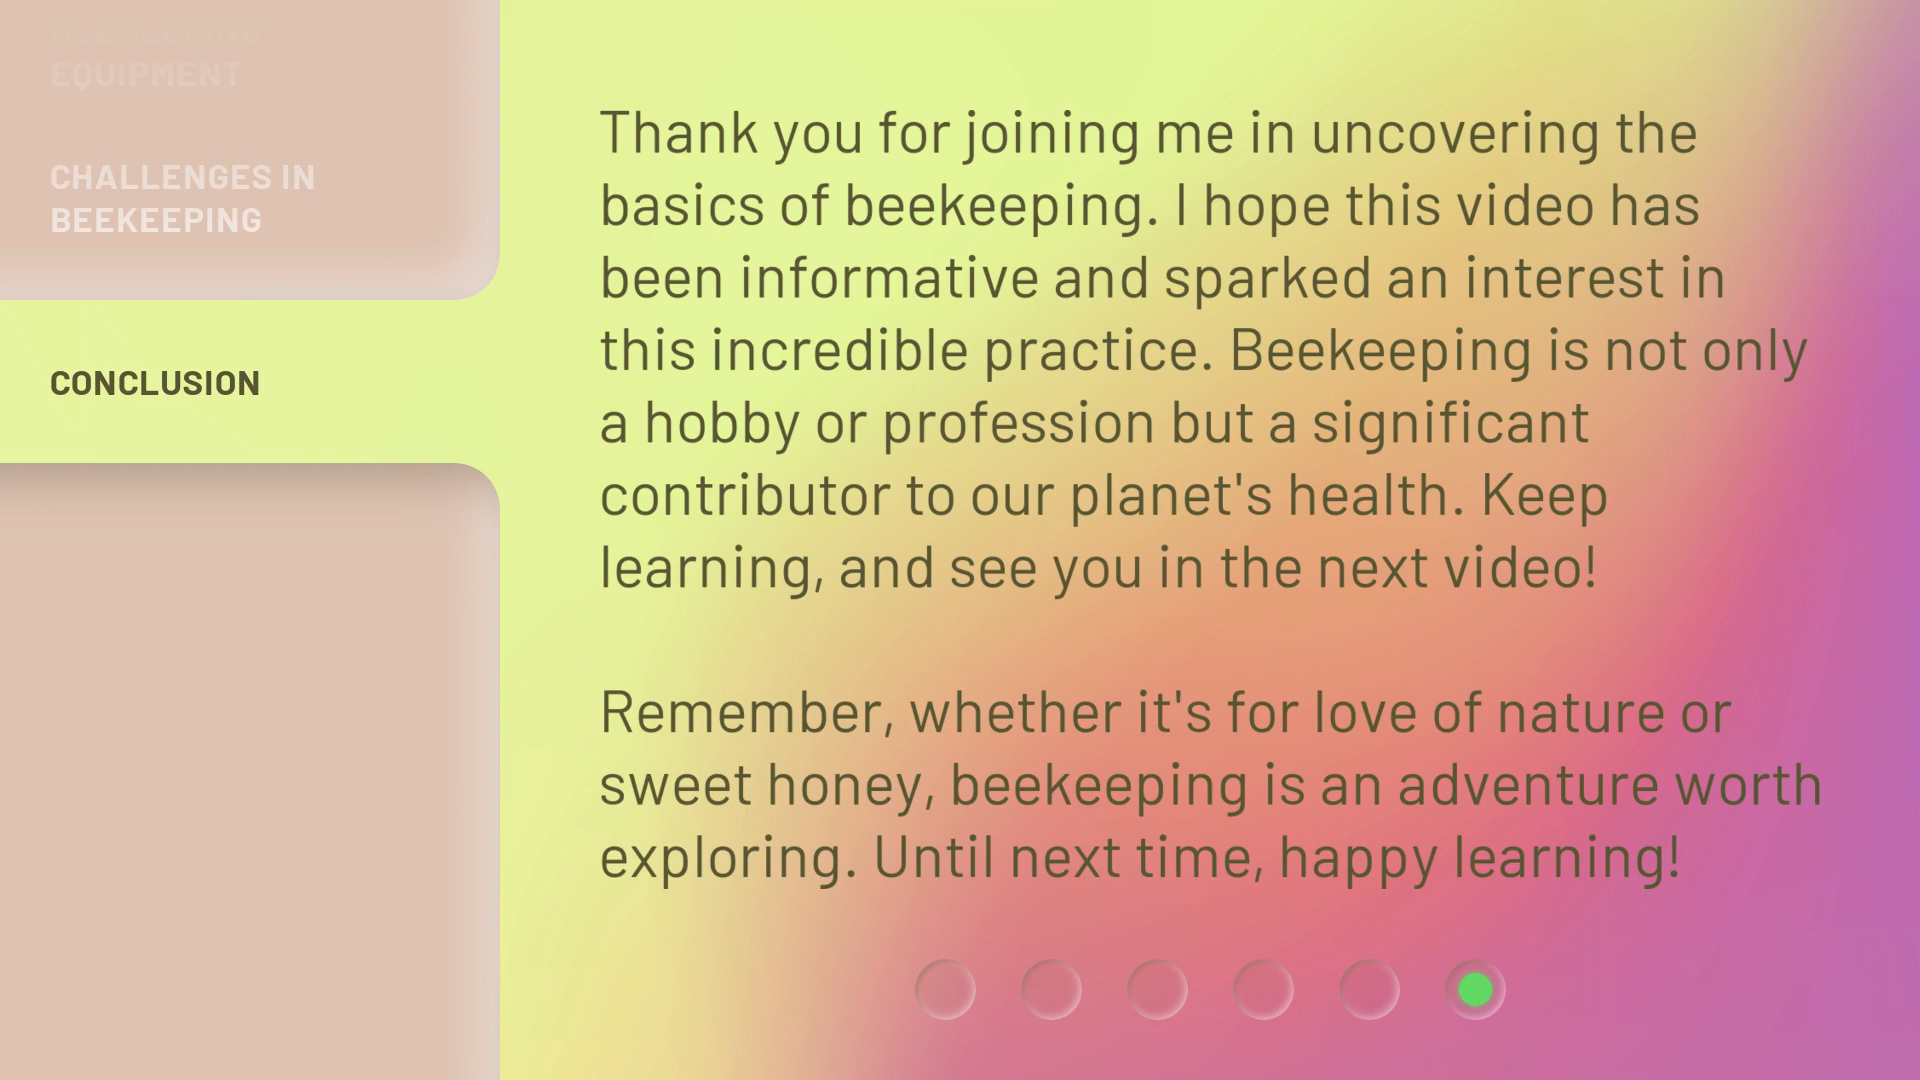 BEEKEEPING
EQUIPMENT
CHALLENGES IN
BEEKEEPING
CONCLUSION
Thank you for joining me in uncovering the
basics of beekeeping. I hope this video has
been informative and sparked an interest in
this incredible practice. Beekeeping is not only
a hobby or profession but a significant
contributor to our planet's health. Keep
learning, and see you in the next video!
Remember, whether it's for love of nature or
sweet honey, beekeeping is an adventure worth
exploring. Until next time, happy learning!